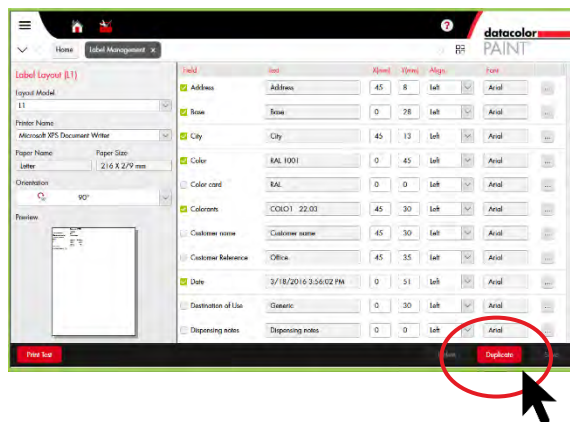 ?
datacolor
PAINT
Home
Label Management x
Label Layout (L1)
Layout Model
L1
Printer Name
Microsoft XPS Document Writer
Paper Name Paper Size
Letter 216 X 279 mm
Orientation
90°
Preview
Field Text X(mm) Y(mm) Align Font
Address Address 45 8 Left Arial ...
Base Base 0 28 Left Arial ...
City City 45 13 Left Arial ...
Color RAL 1001 0 45 Left Arial ...
Color card RAL 0 0 Left Arial ...
Colorants COLO1 22.03 45 30 Left Arial ...
Customer name Customer name 45 30 Left Arial ...
Customer Reference Office 45 35 Left Arial ...
Date 3/18/2016 3:56:02 PM 0 51 Left Arial ...
Destination of Use Generic 0 30 Left Arial ...
Dispensing notes Dispensing notes 0 0 Left Arial ...
Print Test Duplicate